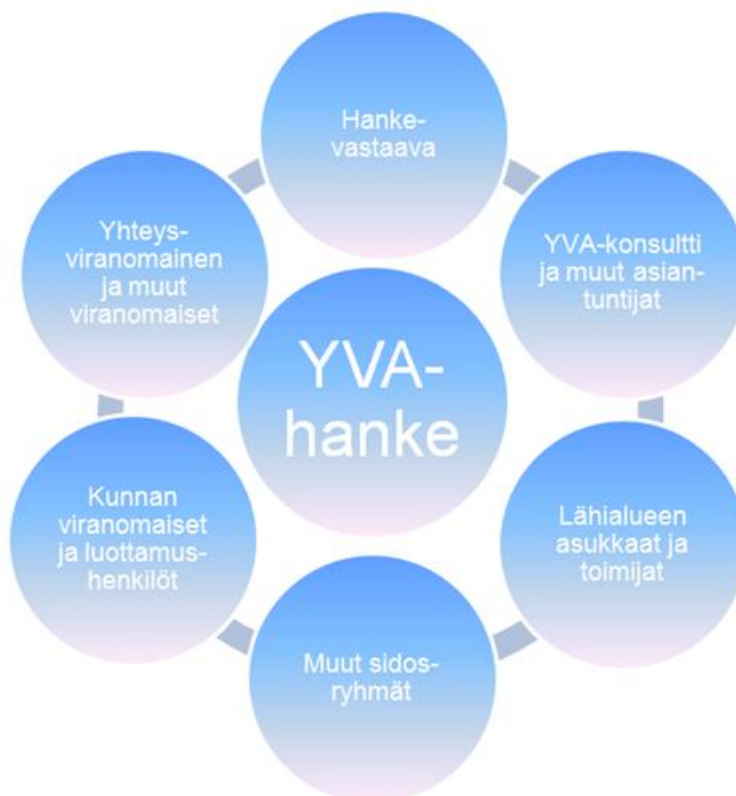 Hanke-
vastaava
YVA-konsultti
ja muut asian-
tuntijat
Lähialueen
asukkaat ja
toimijat
Muut sidos-
ryhmät
Kunnan
viranomaiset
ja luottamus-
henkilöt
Yhteys-
viranomainen
ja muut
viranomaiset
YVA-
hanke